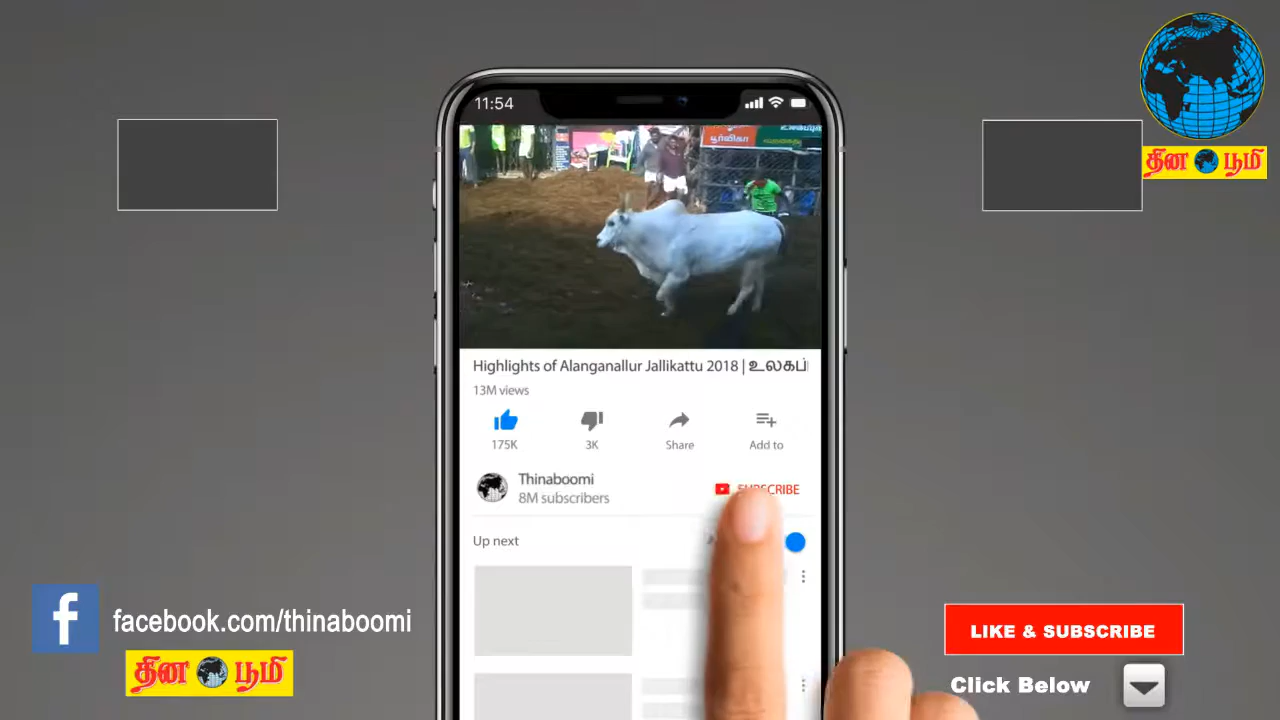 11:54
பூர்விகா
Highlights of Alanganallur Jallikattu 2018 | உலகப்
13M views
175K
3K
Share
Add to
Thinaboomi
8M subscribers
SUBSCRIBE
Up next
தின பூமி
facebook.com/thinaboomi
தின பூமி
LIKE & SUBSCRIBE
Click Below